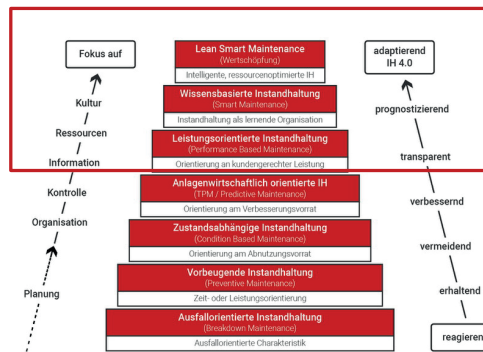 Fokus auf
Lean Smart Maintenance
(Wertschöpfung)
Intelligente, ressourcenoptimierte IH
adaptierend
IH 4.0
Kultur
Wissensbasierte Instandhaltung
(Smart Maintenance)
Instandhaltung als lernende Organisation
prognostizierend
Ressourcen
Leistungsorientierte Instandhaltung
(Performance Based Maintenance)
Orientierung an kundengerechter Leistung
transparent
Information
Kontrolle
Anlagenwirtschaftlich orientierte IH
(TPM / Predictive Maintenance)
Orientierung am Verbesserungsvorrat
verbessernd
Organisation
Zustandsabhängige Instandhaltung
(Condition Based Maintenance)
Orientierung am Abnutzungsvorrat
vermeidend
Planung
Vorbeugende Instandhaltung
(Preventive Maintenance)
Zeit- oder Leistungsorientierung
erhaltend
Ausfallorientierte Instandhaltung
(Breakdown Maintenance)
Ausfallorientierte Charakteristik
reagieren